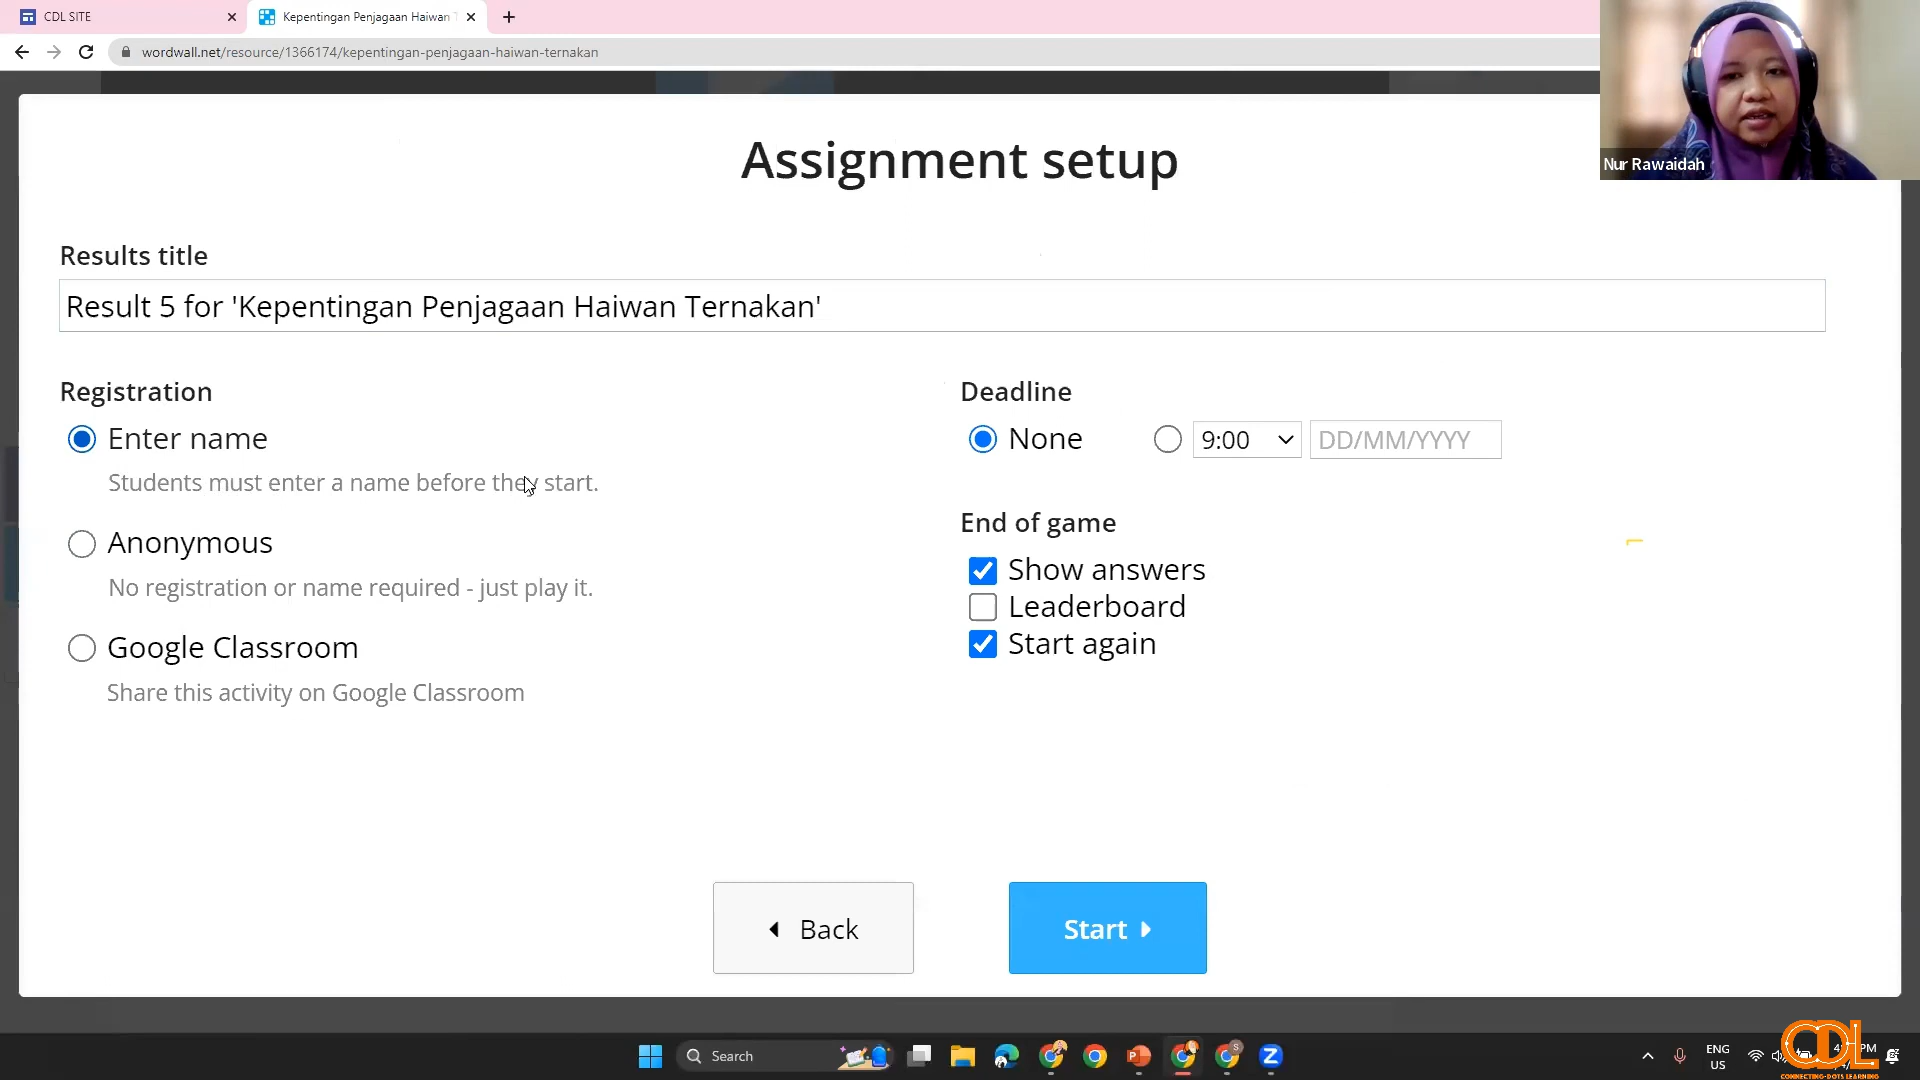 CDL SITE
Kepentingan Penjagaan Haiwan
wordwall.net/resource/1366174/kepentingan-penjagaan-haiwan-ternakan
Nur Rawaidah
Assignment setup
Results title
Result 5 for 'Kepentingan Penjagaan Haiwan Ternakan'
Registration
Enter name
Students must enter a name before they start.
Anonymous
No registration or name required - just play it.
Google Classroom
Share this activity on Google Classroom
Deadline
None
9:00
DD/MM/YYYY
End of game
Show answers
Leaderboard
Start again
Back
Start
Search
ENG
US
PM
CDL
CONNECTING-DOTS LEARNING